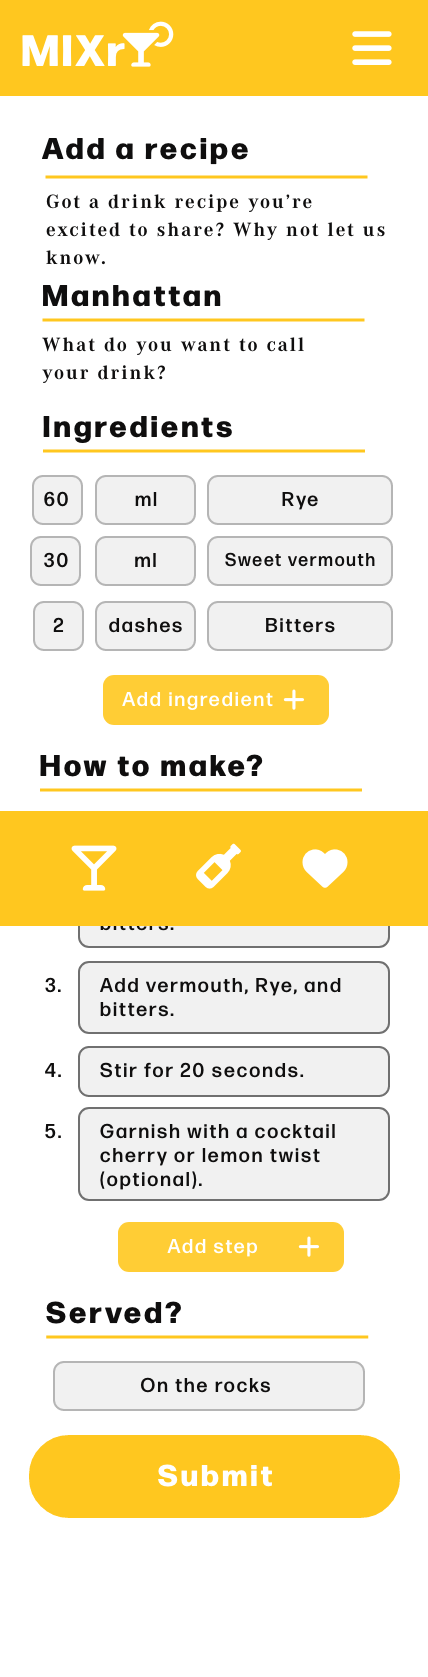 MIXr
Add a recipe
Got a drink recipe you're
excited to share? Why not let us
know.
Manhattan
What do you want to call
your drink?
Ingredients
60 ml Rye
30 ml Sweet vermouth
2 dashes Bitters
Add ingredient +
How to make?
bitters.
3. Add vermouth, Rye, and
bitters.
4. Stir for 20 seconds.
5. Garnish with a cocktail
cherry or lemon twist
(optional).
Add step +
Served?
On the rocks
Submit